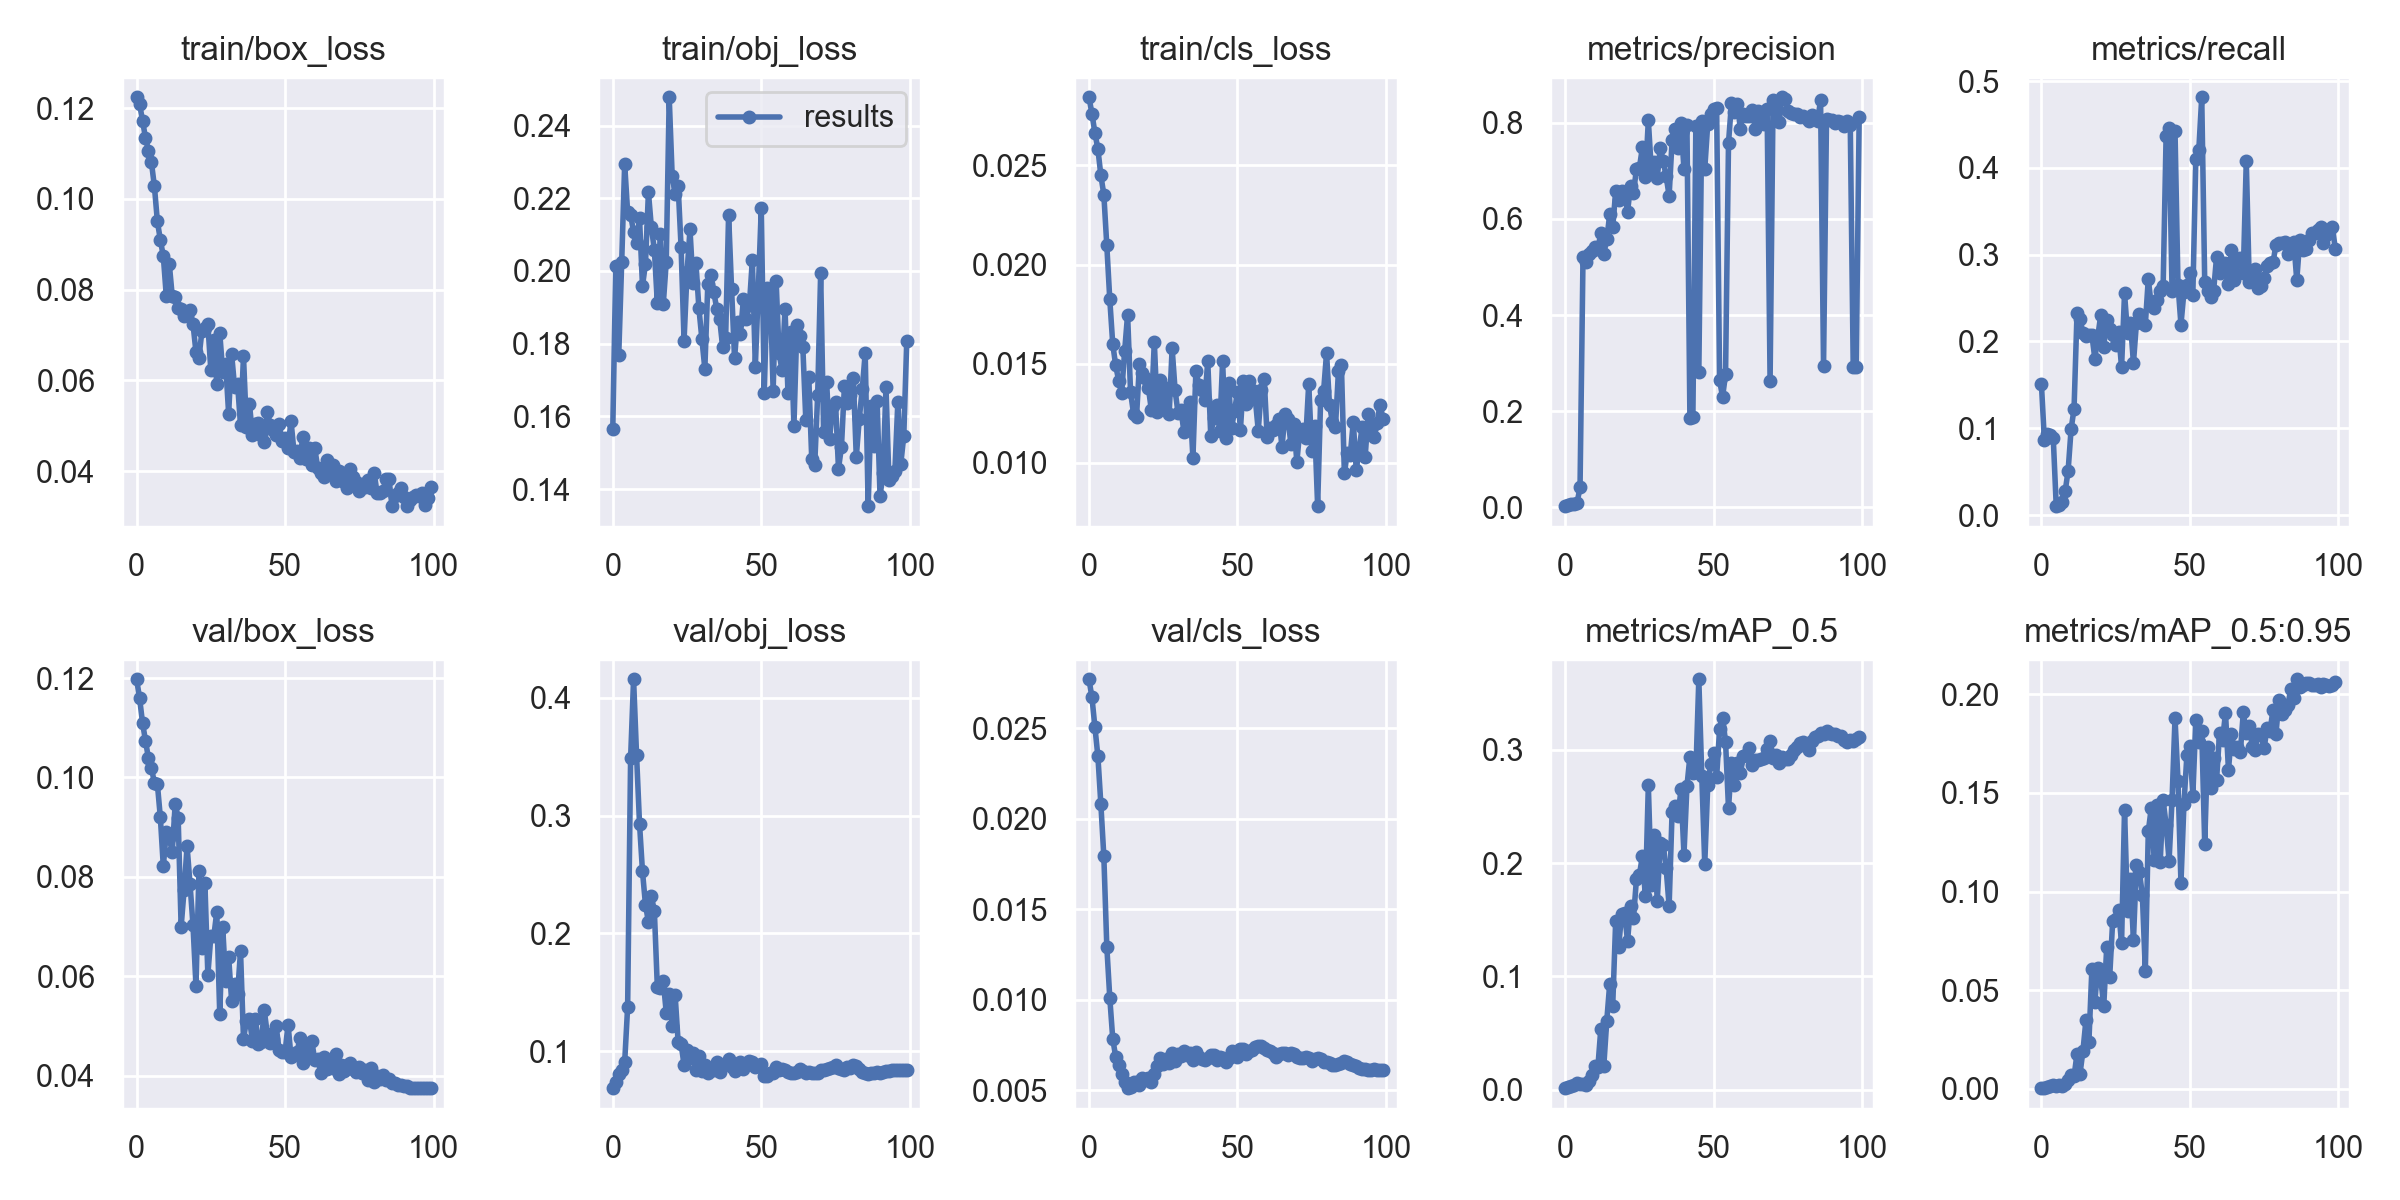 train/box_loss
0.12
0.10
0.08
0.06
0.04
0 50 100
train/obj_loss
results
0.24
0.22
0.20
0.18
0.16
0.14
0 50 100
train/cls_loss
0.025
0.020
0.015
0.010
0 50 100
metrics/precision
0.8
0.6
0.4
0.2
0.0
0 50 100
metrics/recall
0.5
0.4
0.3
0.2
0.1
0.0
0 50 100
val/box_loss
0.12
0.10
0.08
0.06
0.04
0 50 100
val/obj_loss
0.4
0.3
0.2
0.1
0 50 100
val/cls_loss
0.025
0.020
0.015
0.010
0.005
0 50 100
metrics/mAP_0.5
0.3
0.2
0.1
0.0
0 50 100
metrics/mAP_0.5:0.95
0.20
0.15
0.10
0.05
0.00
0 50 100